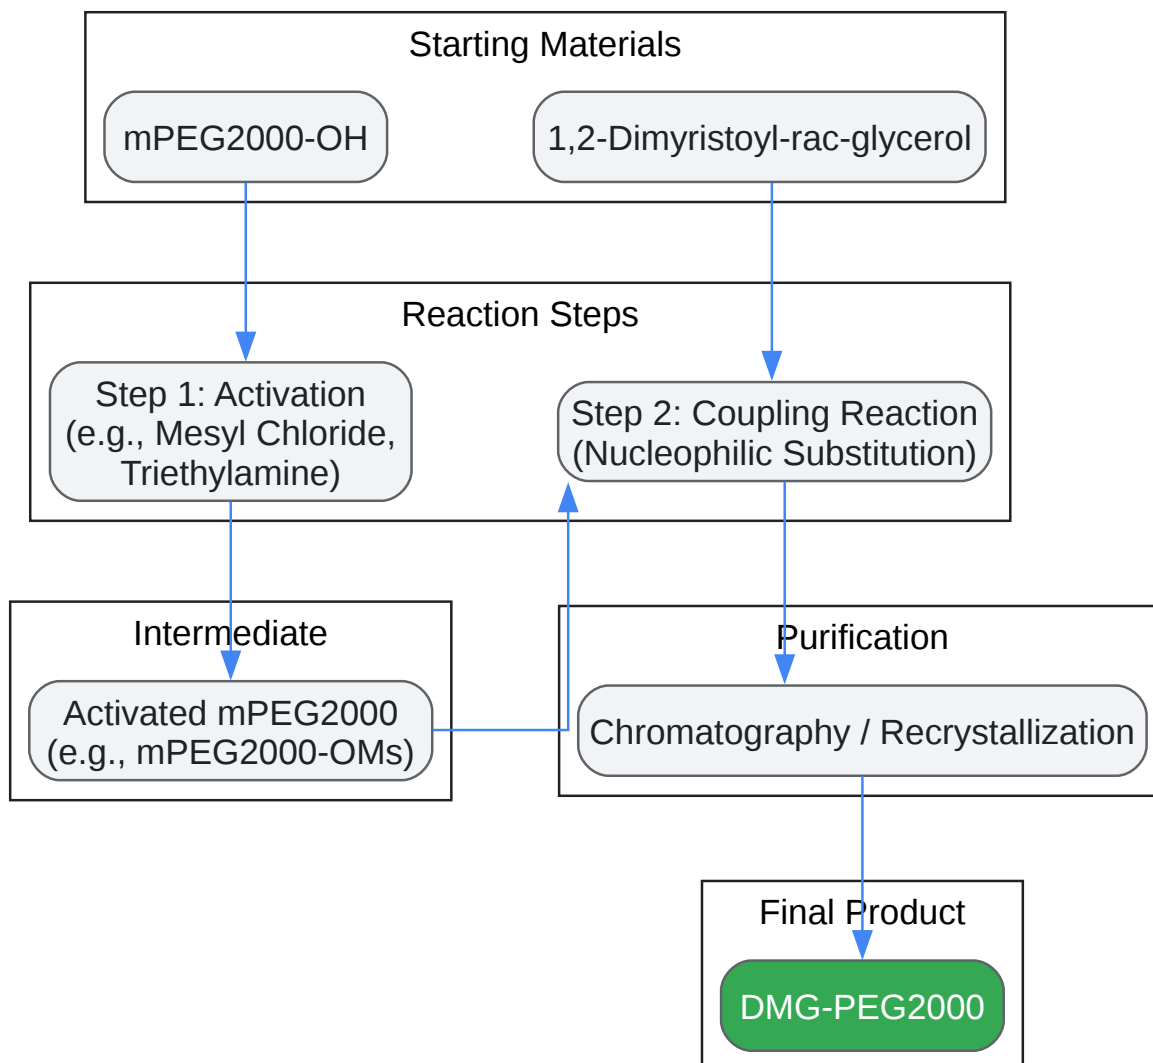 Starting Materials
mPEG2000-OH
1,2-Dimyristoyl-rac-glycerol
Reaction Steps
Step 1: Activation
(e.g., Mesyl Chloride,
Triethylamine)
Step 2: Coupling Reaction
(Nucleophilic Substitution)
Intermediate
Activated mPEG2000
(e.g., mPEG2000-OMs)
Purification
Chromatography / Recrystallization
Final Product
DMG-PEG2000